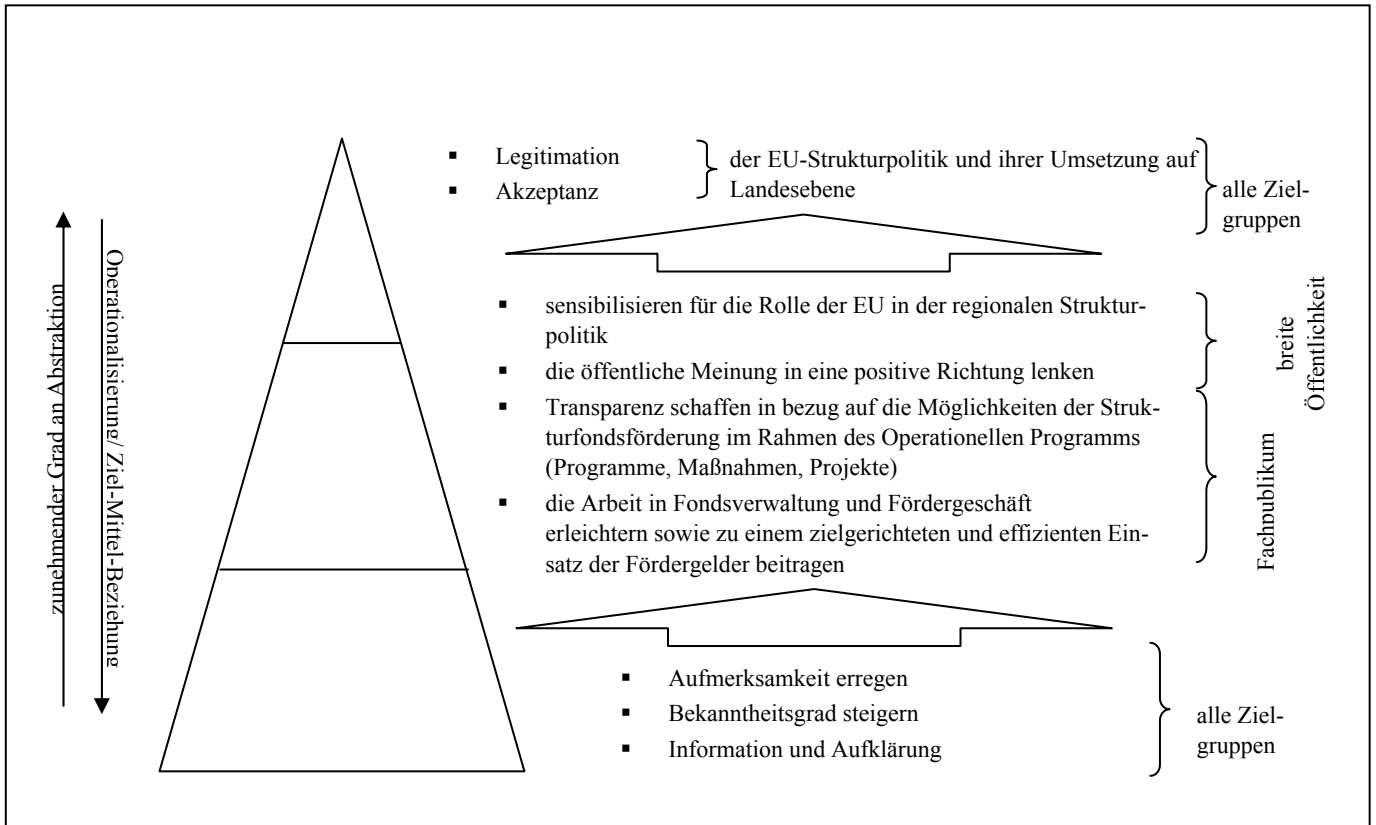 Legitimation
Akzeptanz
der EU-Strukturpolitik und ihrer Umsetzung auf
Landesebene
alle Ziel-
gruppen
zunehmender Grad an Abstraktion
Operationalisierung/ Ziel-Mittel-Beziehung
sensibilisieren für die Rolle der EU in der regionalen Struktur-
politik
die öffentliche Meinung in eine positive Richtung lenken
breite
Öffentlichkeit
Transparenz schaffen in bezug auf die Möglichkeiten der Struk-
turfondsförderung im Rahmen des Operationellen Programms
(Programme, Maßnahmen, Projekte)
die Arbeit in Fondsverwaltung und Fördergeschäft
erleichtern sowie zu einem zielgerichteten und effizienten Ein-
satz der Fördergelder beitragen
Fachpublikum
Aufmerksamkeit erregen
Bekanntheitsgrad steigern
Information und Aufklärung
alle Ziel-
gruppen